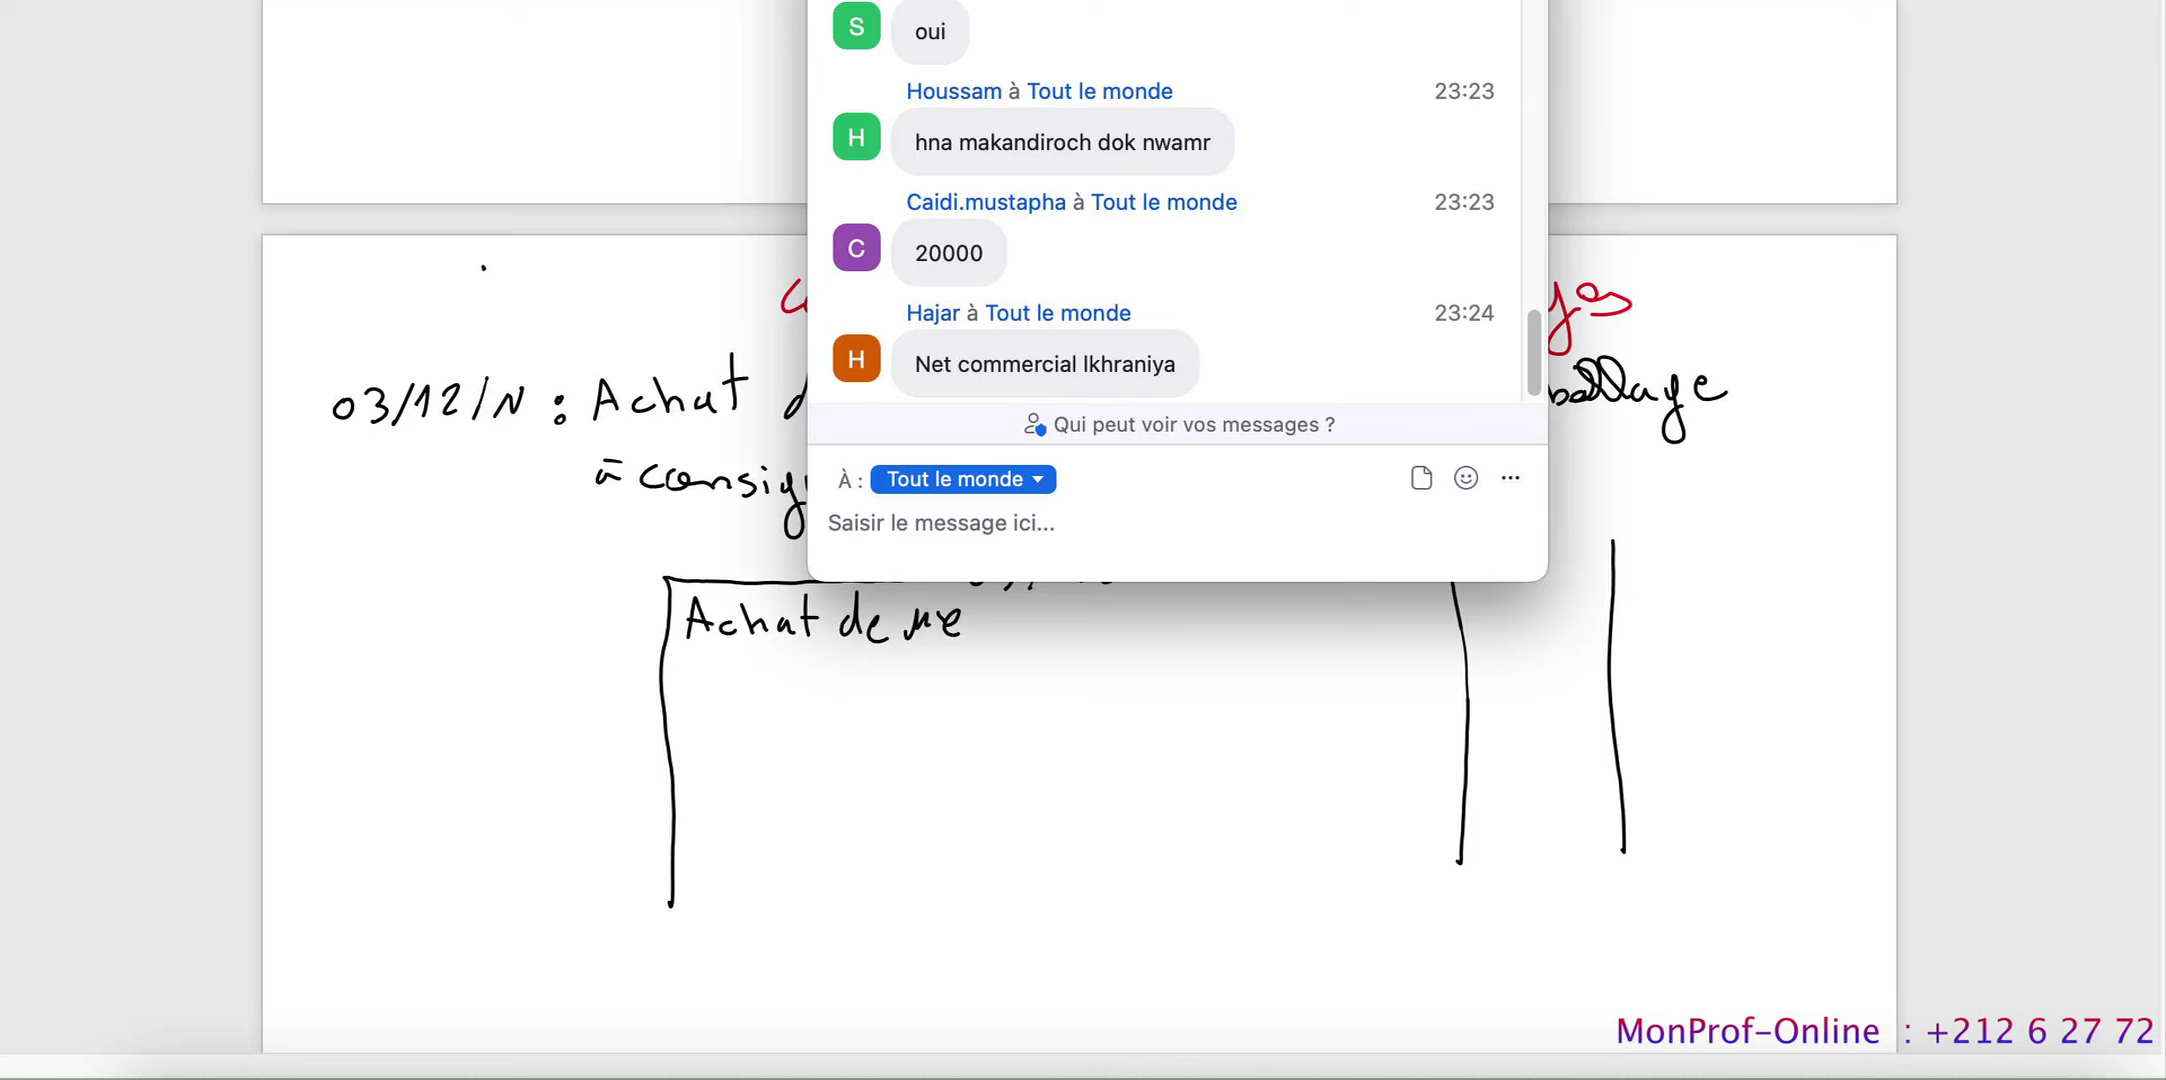 S
oui
Houssam à Tout le monde 23:23
H
hna makandiroch dok nwamr
Caidi.mustapha à Tout le monde 23:23
C
20000
Hajar à Tout le monde 23:24
H
Net commercial lkhraniya
Qui peut voir vos messages ?
À : Tout le monde
Saisir le message ici...
03/12/N : Achat
à
Achat de
MonProf-Online : +212 6 27 72